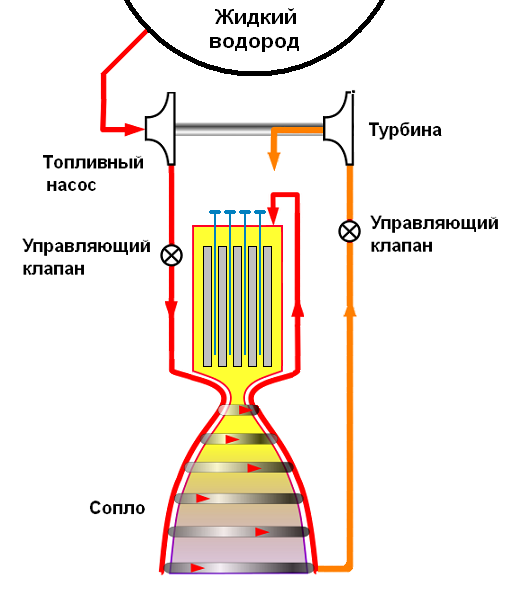 Жидкий
водород
Турбина
Топливный
насос
Управляющий
клапан
Управляющий
клапан
Сопло